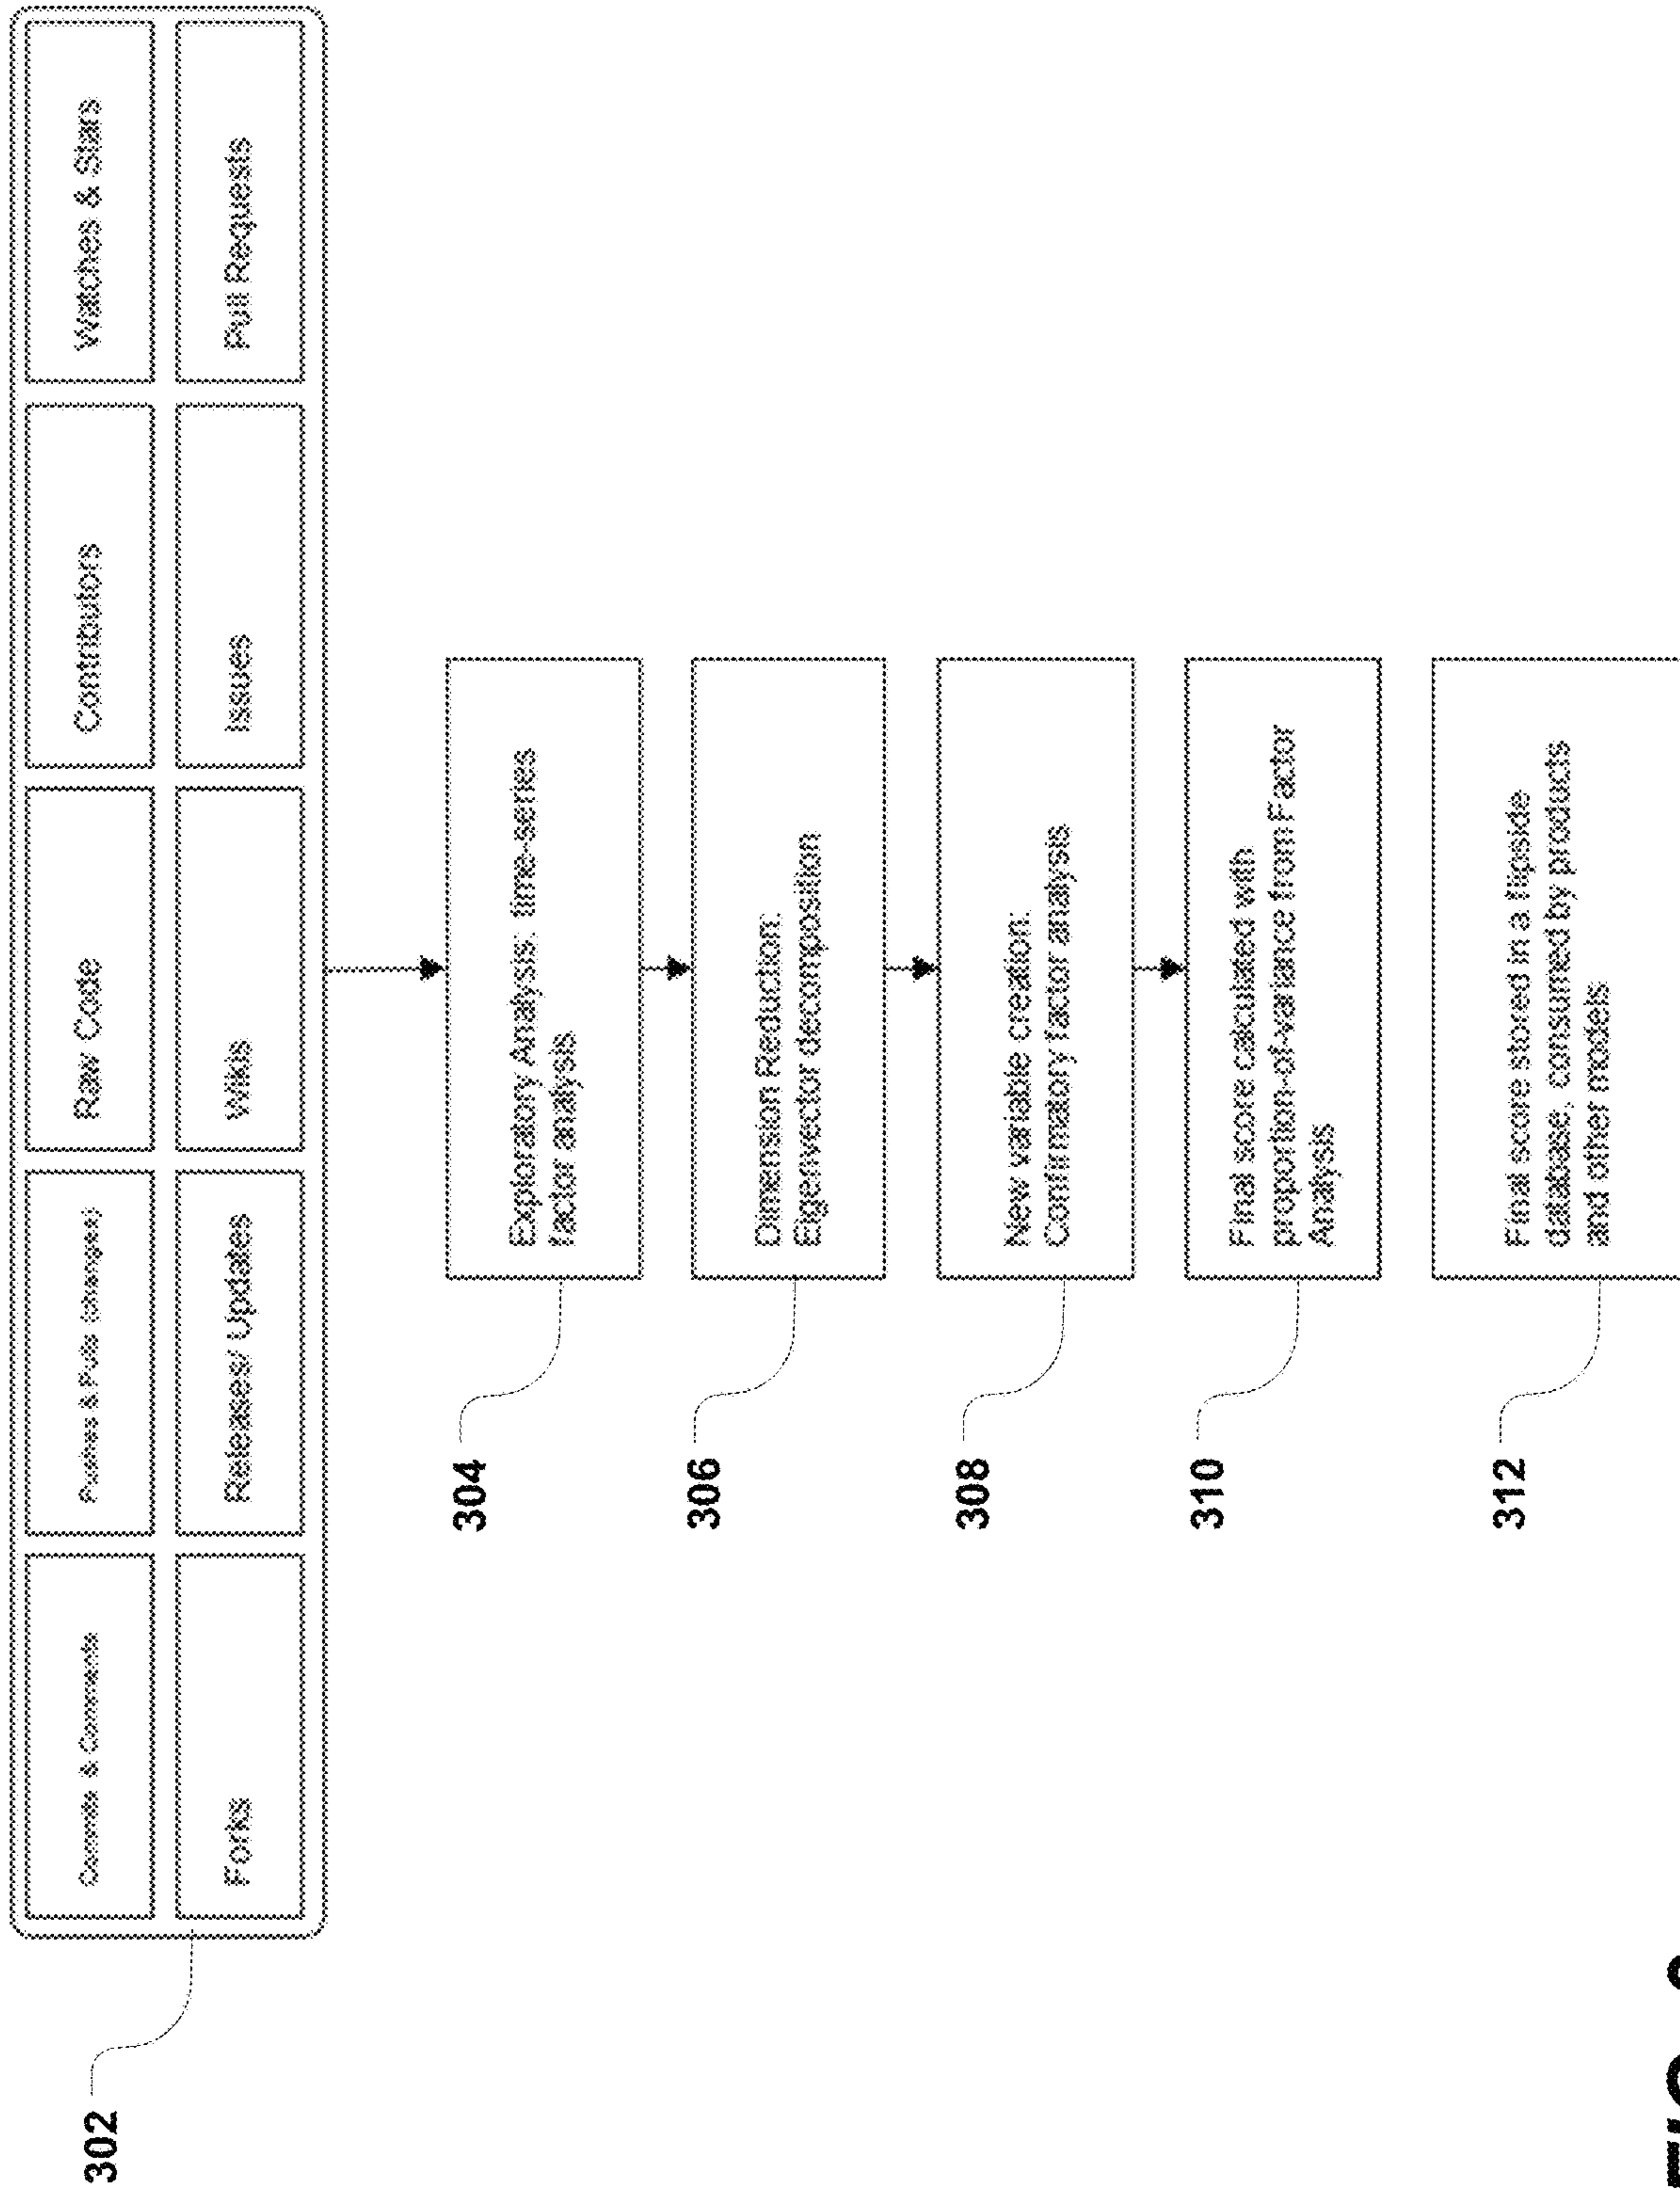 302
Commits & Comments
Pushes & Pulls (changes)
Raw Code
Contributors
Watches & Stars
Forks
Releases/ Updates
Wikis
Issues
Pull Requests
304
Exploratory Analysis: time-series
factor analysis
306
Dimension Reduction:
Eigenvector decomposition
308
New variable creation:
Confirmatory factor analysis
310
Final score calculated with
proportion-of-variance from Factor
Analysis
312
Final score stored in a flipside
database, consumed by products
and other models